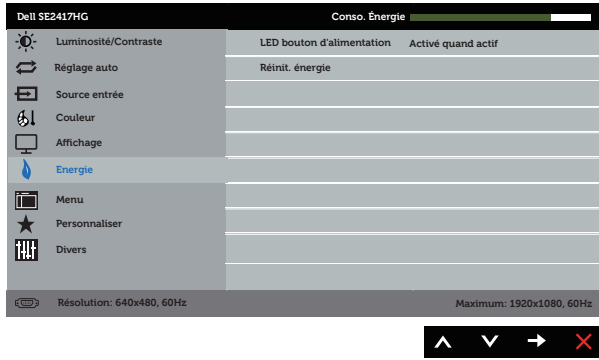 Dell SE2417HG Conso. Énergie
Luminosité/Contraste LED bouton d'alimentation Activé quand actif
Réglage auto Réinit. énergie
Source entrée
Couleur
Affichage
Energie
Menu
Personnaliser
Divers
Résolution: 640x480, 60Hz Maximum: 1920x1080, 60Hz